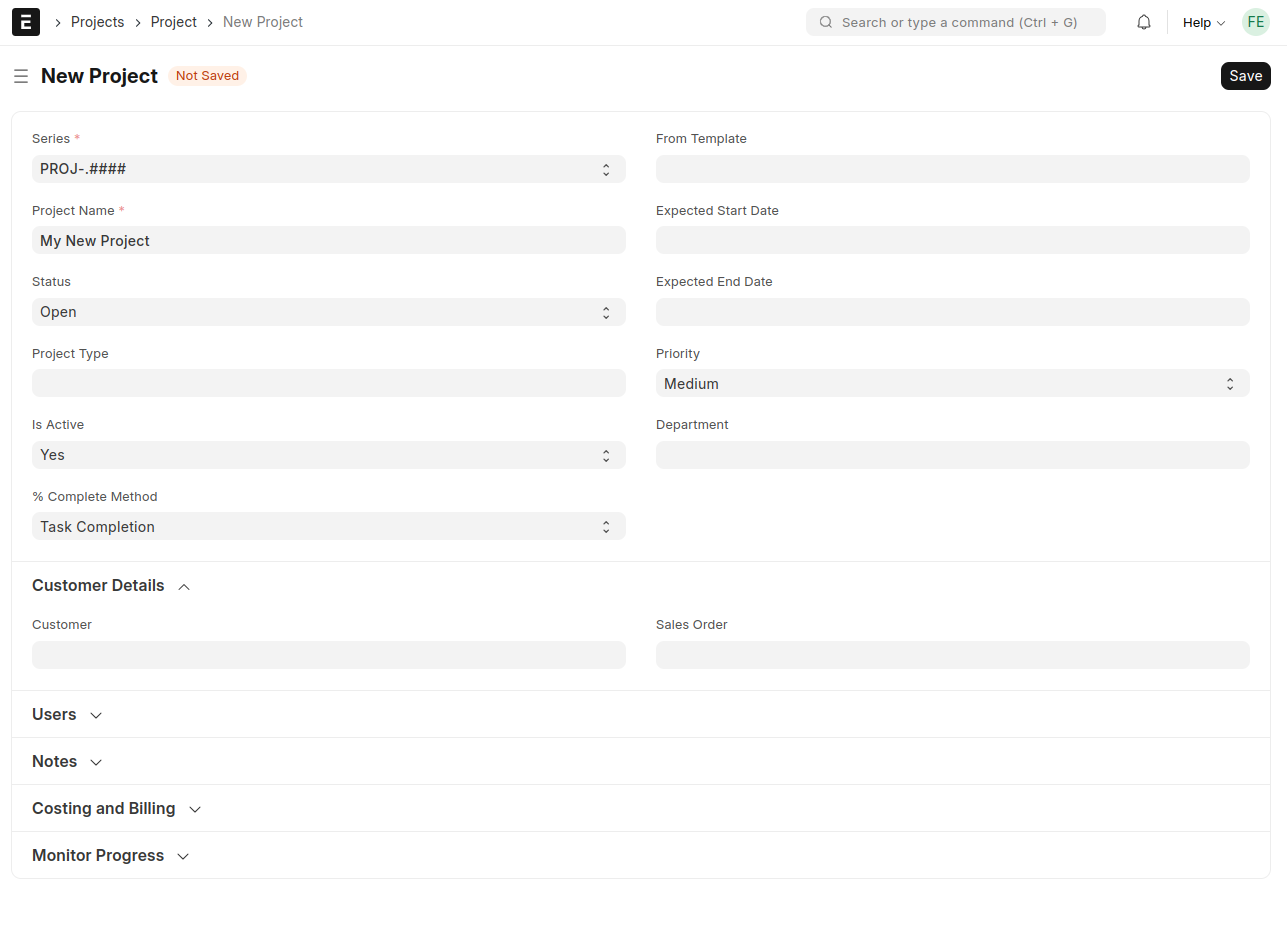 E Projects Project New Project
Search or type a command (Ctrl + G)
Help
FE
New Project Not Saved
Save
Series *
PROJ-.####
From Template
Project Name *
My New Project
Expected Start Date
Status
Open
Expected End Date
Project Type
Priority
Medium
Is Active
Yes
Department
% Complete Method
Task Completion
Customer Details
Customer
Sales Order
Users
Notes
Costing and Billing
Monitor Progress